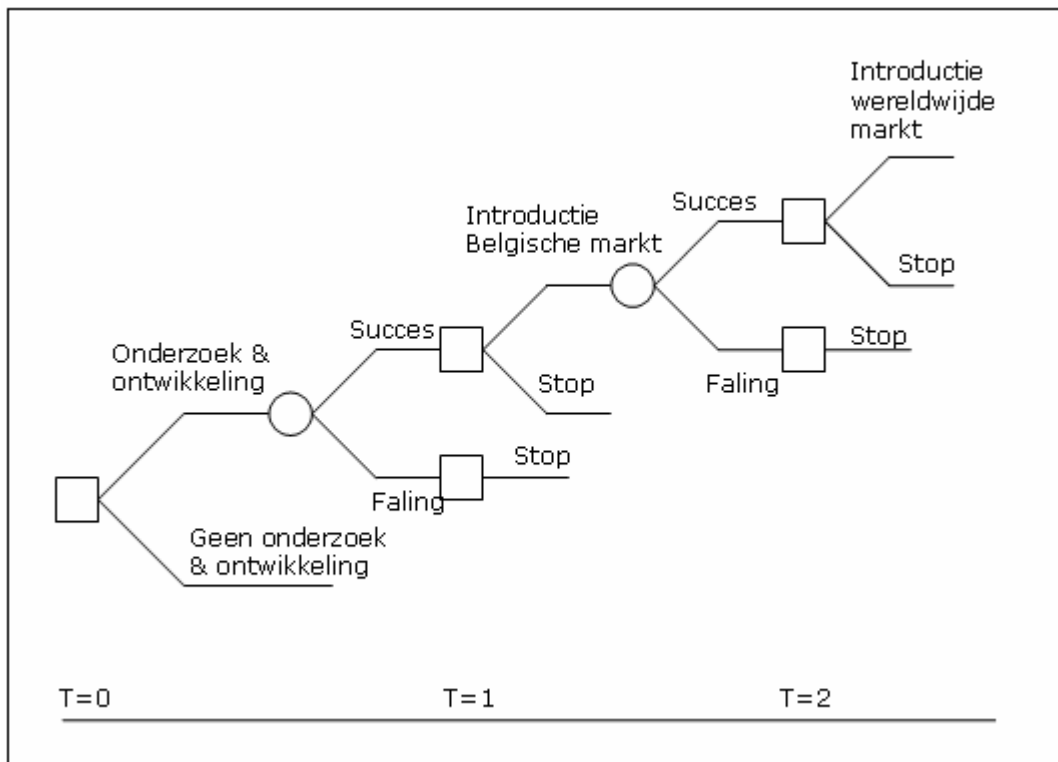 Introductie
wereldwijde
markt
Succes
Introductie
Belgische markt
Stop
Succes
Stop
Onderzoek &
ontwikkeling
Stop
Faling
Stop
Faling
Geen onderzoek
& ontwikkeling
T=0
T=1
T=2